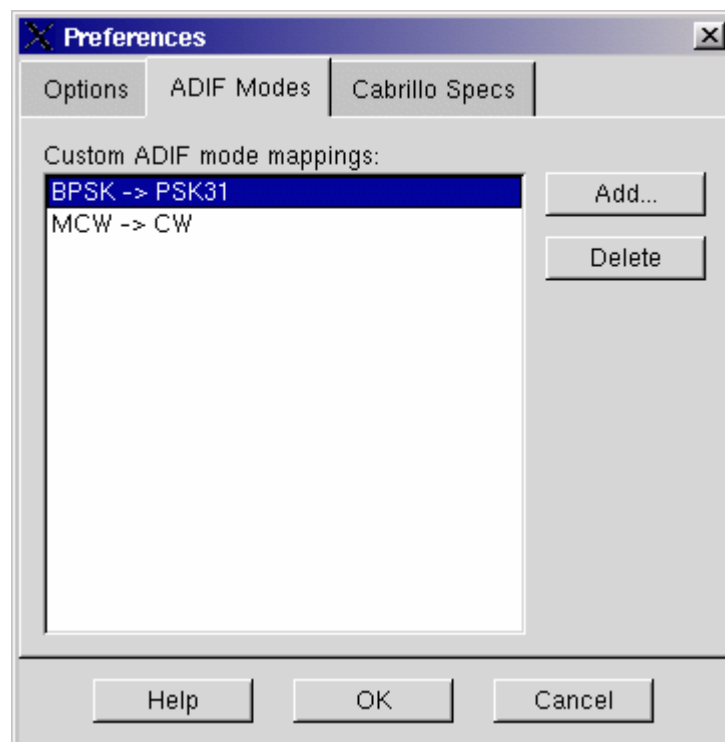 Preferences
Options ADIF Modes Cabrillo Specs
Custom ADIF mode mappings:
BPSK -> PSK31
MCW -> CW
Add...
Delete
Help OK Cancel